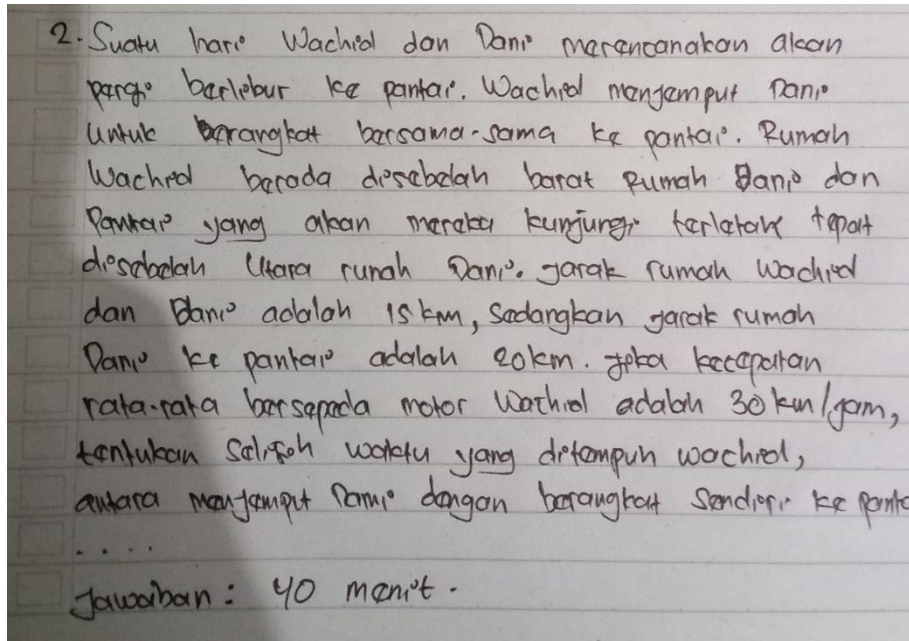 2. Suatu hari Wachid dan Dani merencanakan akan
pergi berlibur ke pantai. Wachid menjemput Dani
untuk berangkat bersama-sama ke pantai. Rumah
Wachid berada disebelah barat Rumah Dani dan
Pantai yang akan mereka kunjungi terletak tepat
disebelah Utara rumah Dani. Jarak rumah Wachid
dan Dani adalah 15 km, Sedangkan jarak rumah
Dani ke pantai adalah 20km. Jika kecepatan
rata-rata bersepeda motor Wachid adalah 30 km/jam,
tentukan Selisih waktu yang ditempuh wachid,
antara menjemput Dani dengan berangkat Sendiri ke panta
....
Jawaban : 40 menit.